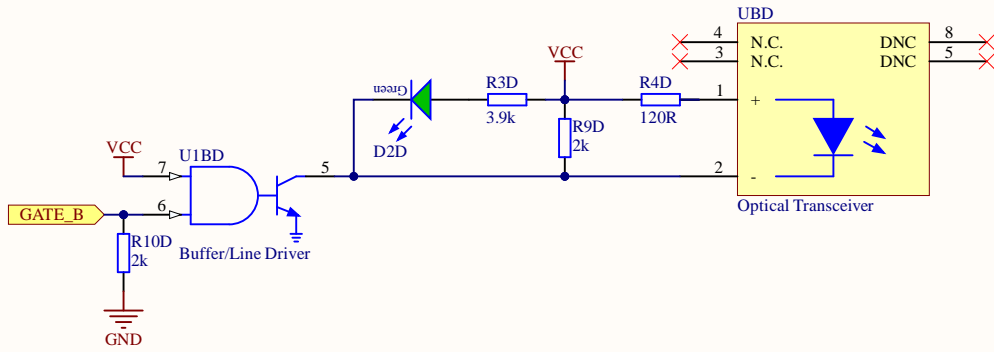 UBD
4 N.C. DNC 8
3 N.C. DNC 5
VCC
Green R3D R4D 1 +
3.9k 120R
D2D R9D
2k
VCC
7 U1BD 5 2 -
GATE_B 6
Optical Transceiver
R10D
2k
Buffer/Line Driver
GND